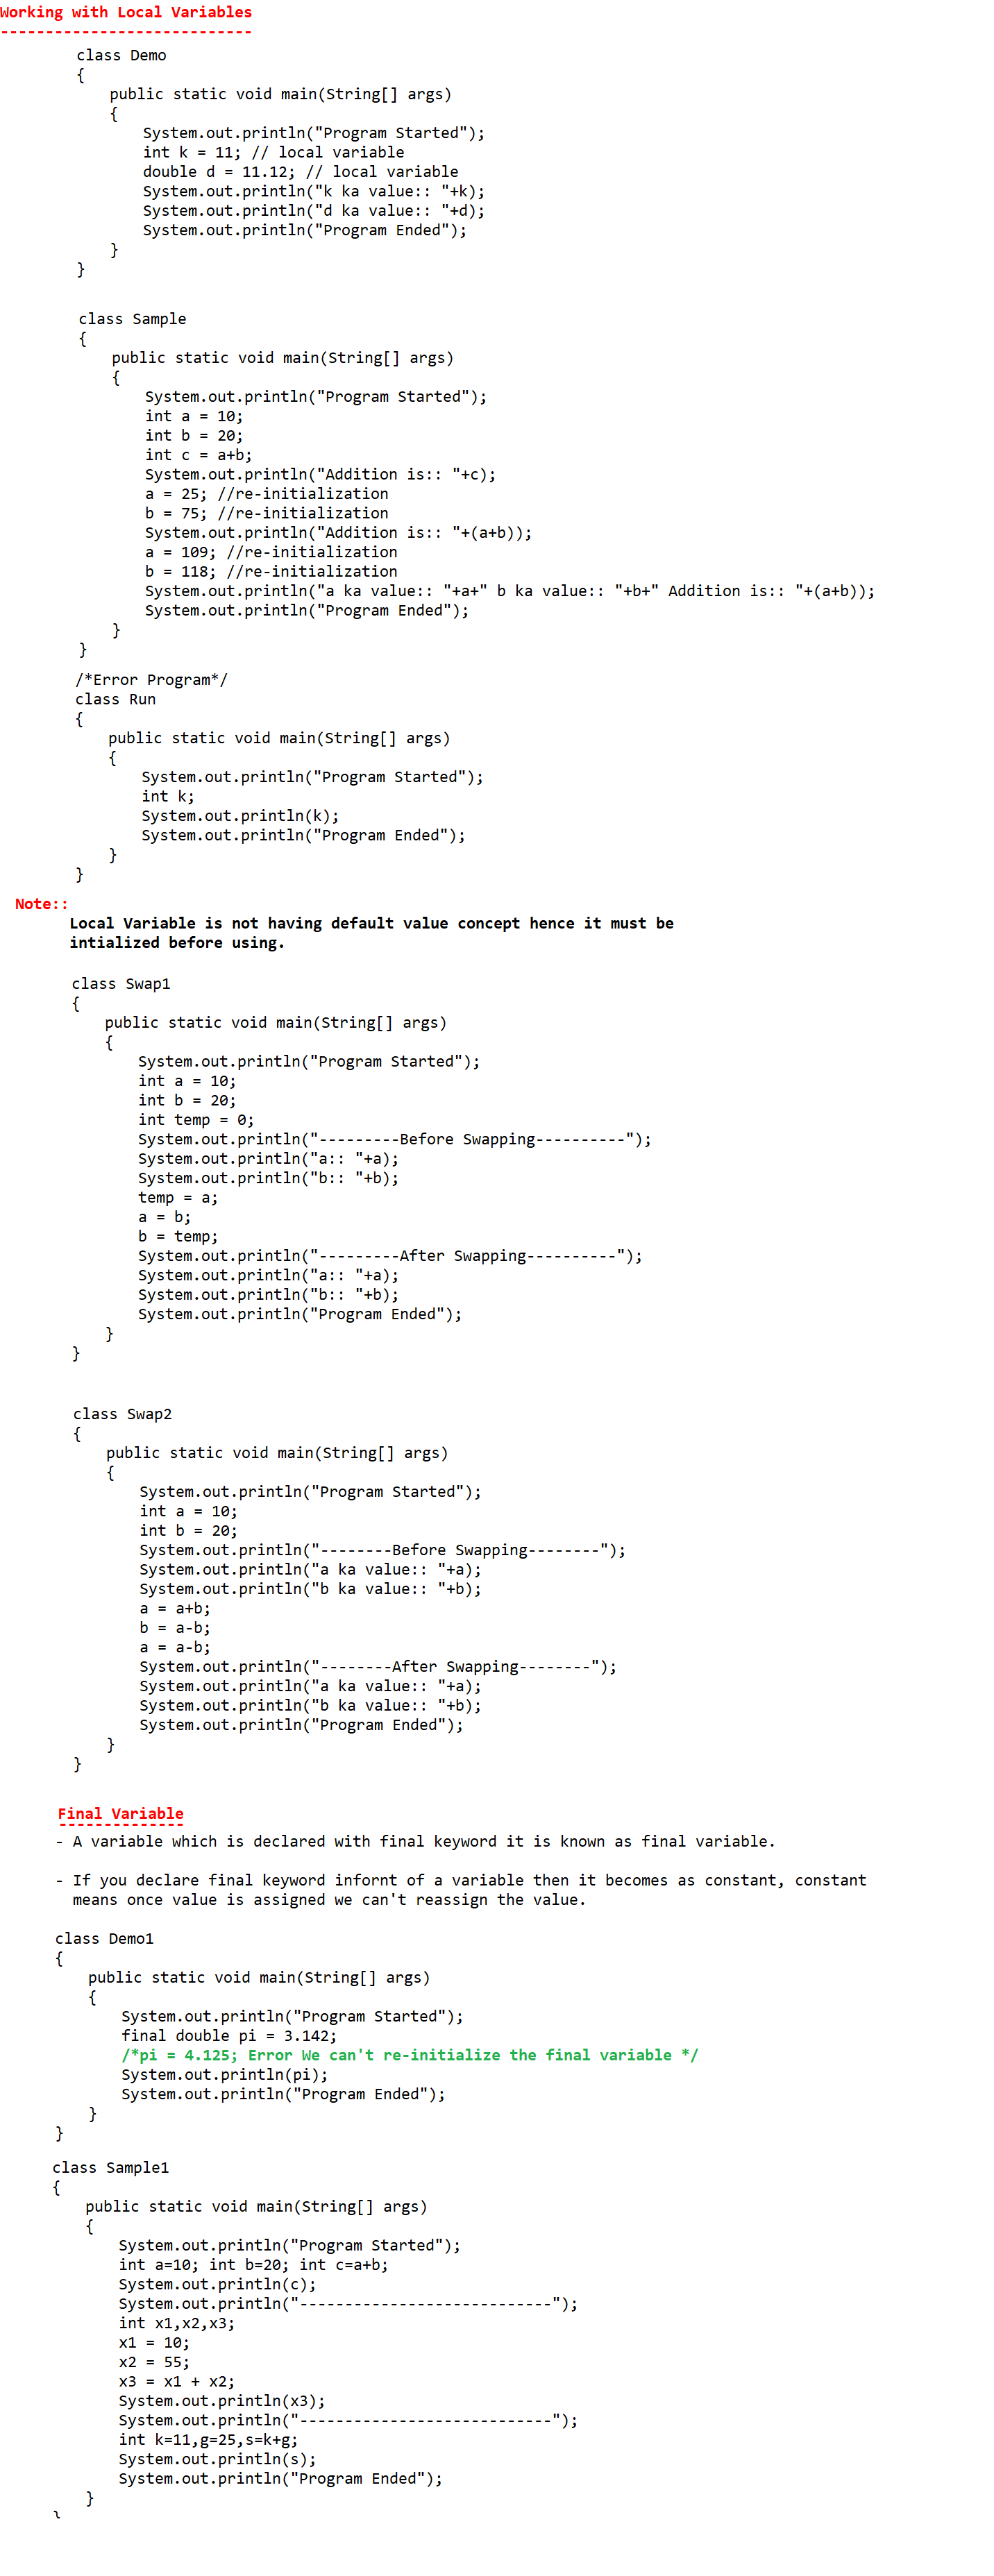 Working with Local Variables
----------------------------
class Demo
{
public static void main(String[] args)
{
System.out.println("Program Started");
int k = 11; // local variable
double d = 11.12; // local variable
System.out.println("k ka value:: "+k);
System.out.println("d ka value:: "+d);
System.out.println("Program Ended");
}
}
class Sample
{
public static void main(String[] args)
{
System.out.println("Program Started");
int a = 10;
int b = 20;
int c = a+b;
System.out.println("Addition is:: "+c);
a = 25; //re-initialization
b = 75; //re-initialization
System.out.println("Addition is:: "+(a+b));
a = 109; //re-initialization
b = 118; //re-initialization
System.out.println("a ka value:: "+a+" b ka value:: "+b+" Addition is:: "+(a+b));
System.out.println("Program Ended");
}
}
/*Error Program*/
class Run
{
public static void main(String[] args)
{
System.out.println("Program Started");
int k;
System.out.println(k);
System.out.println("Program Ended");
}
}
Note::
Local Variable is not having default value concept hence it must be
intialized before using.
class Swap1
{
public static void main(String[] args)
{
System.out.println("Program Started");
int a = 10;
int b = 20;
int temp = 0;
System.out.println("---------Before Swapping----------");
System.out.println("a:: "+a);
System.out.println("b:: "+b);
temp = a;
a = b;
b = temp;
System.out.println("---------After Swapping----------");
System.out.println("a:: "+a);
System.out.println("b:: "+b);
System.out.println("Program Ended");
}
}
class Swap2
{
public static void main(String[] args)
{
System.out.println("Program Started");
int a = 10;
int b = 20;
System.out.println("--------Before Swapping--------");
System.out.println("a ka value:: "+a);
System.out.println("b ka value:: "+b);
a = a+b;
b = a-b;
a = a-b;
System.out.println("--------After Swapping--------");
System.out.println("a ka value:: "+a);
System.out.println("b ka value:: "+b);
System.out.println("Program Ended");
}
}
Final Variable
--------------
- A variable which is declared with final keyword it is known as final variable.
- If you declare final keyword infornt of a variable then it becomes as constant, constant
means once value is assigned we can't reassign the value.
class Demo1
{
public static void main(String[] args)
{
System.out.println("Program Started");
final double pi = 3.142;
/*pi = 4.125; Error We can't re-initialize the final variable */
System.out.println(pi);
System.out.println("Program Ended");
}
}
class Sample1
{
public static void main(String[] args)
{
System.out.println("Program Started");
int a=10; int b=20; int c=a+b;
System.out.println(c);
System.out.println("----------------------------");
int x1,x2,x3;
x1 = 10;
x2 = 55;
x3 = x1 + x2;
System.out.println(x3);
System.out.println("----------------------------");
int k=11,g=25,s=k+g;
System.out.println(s);
System.out.println("Program Ended");
}
}